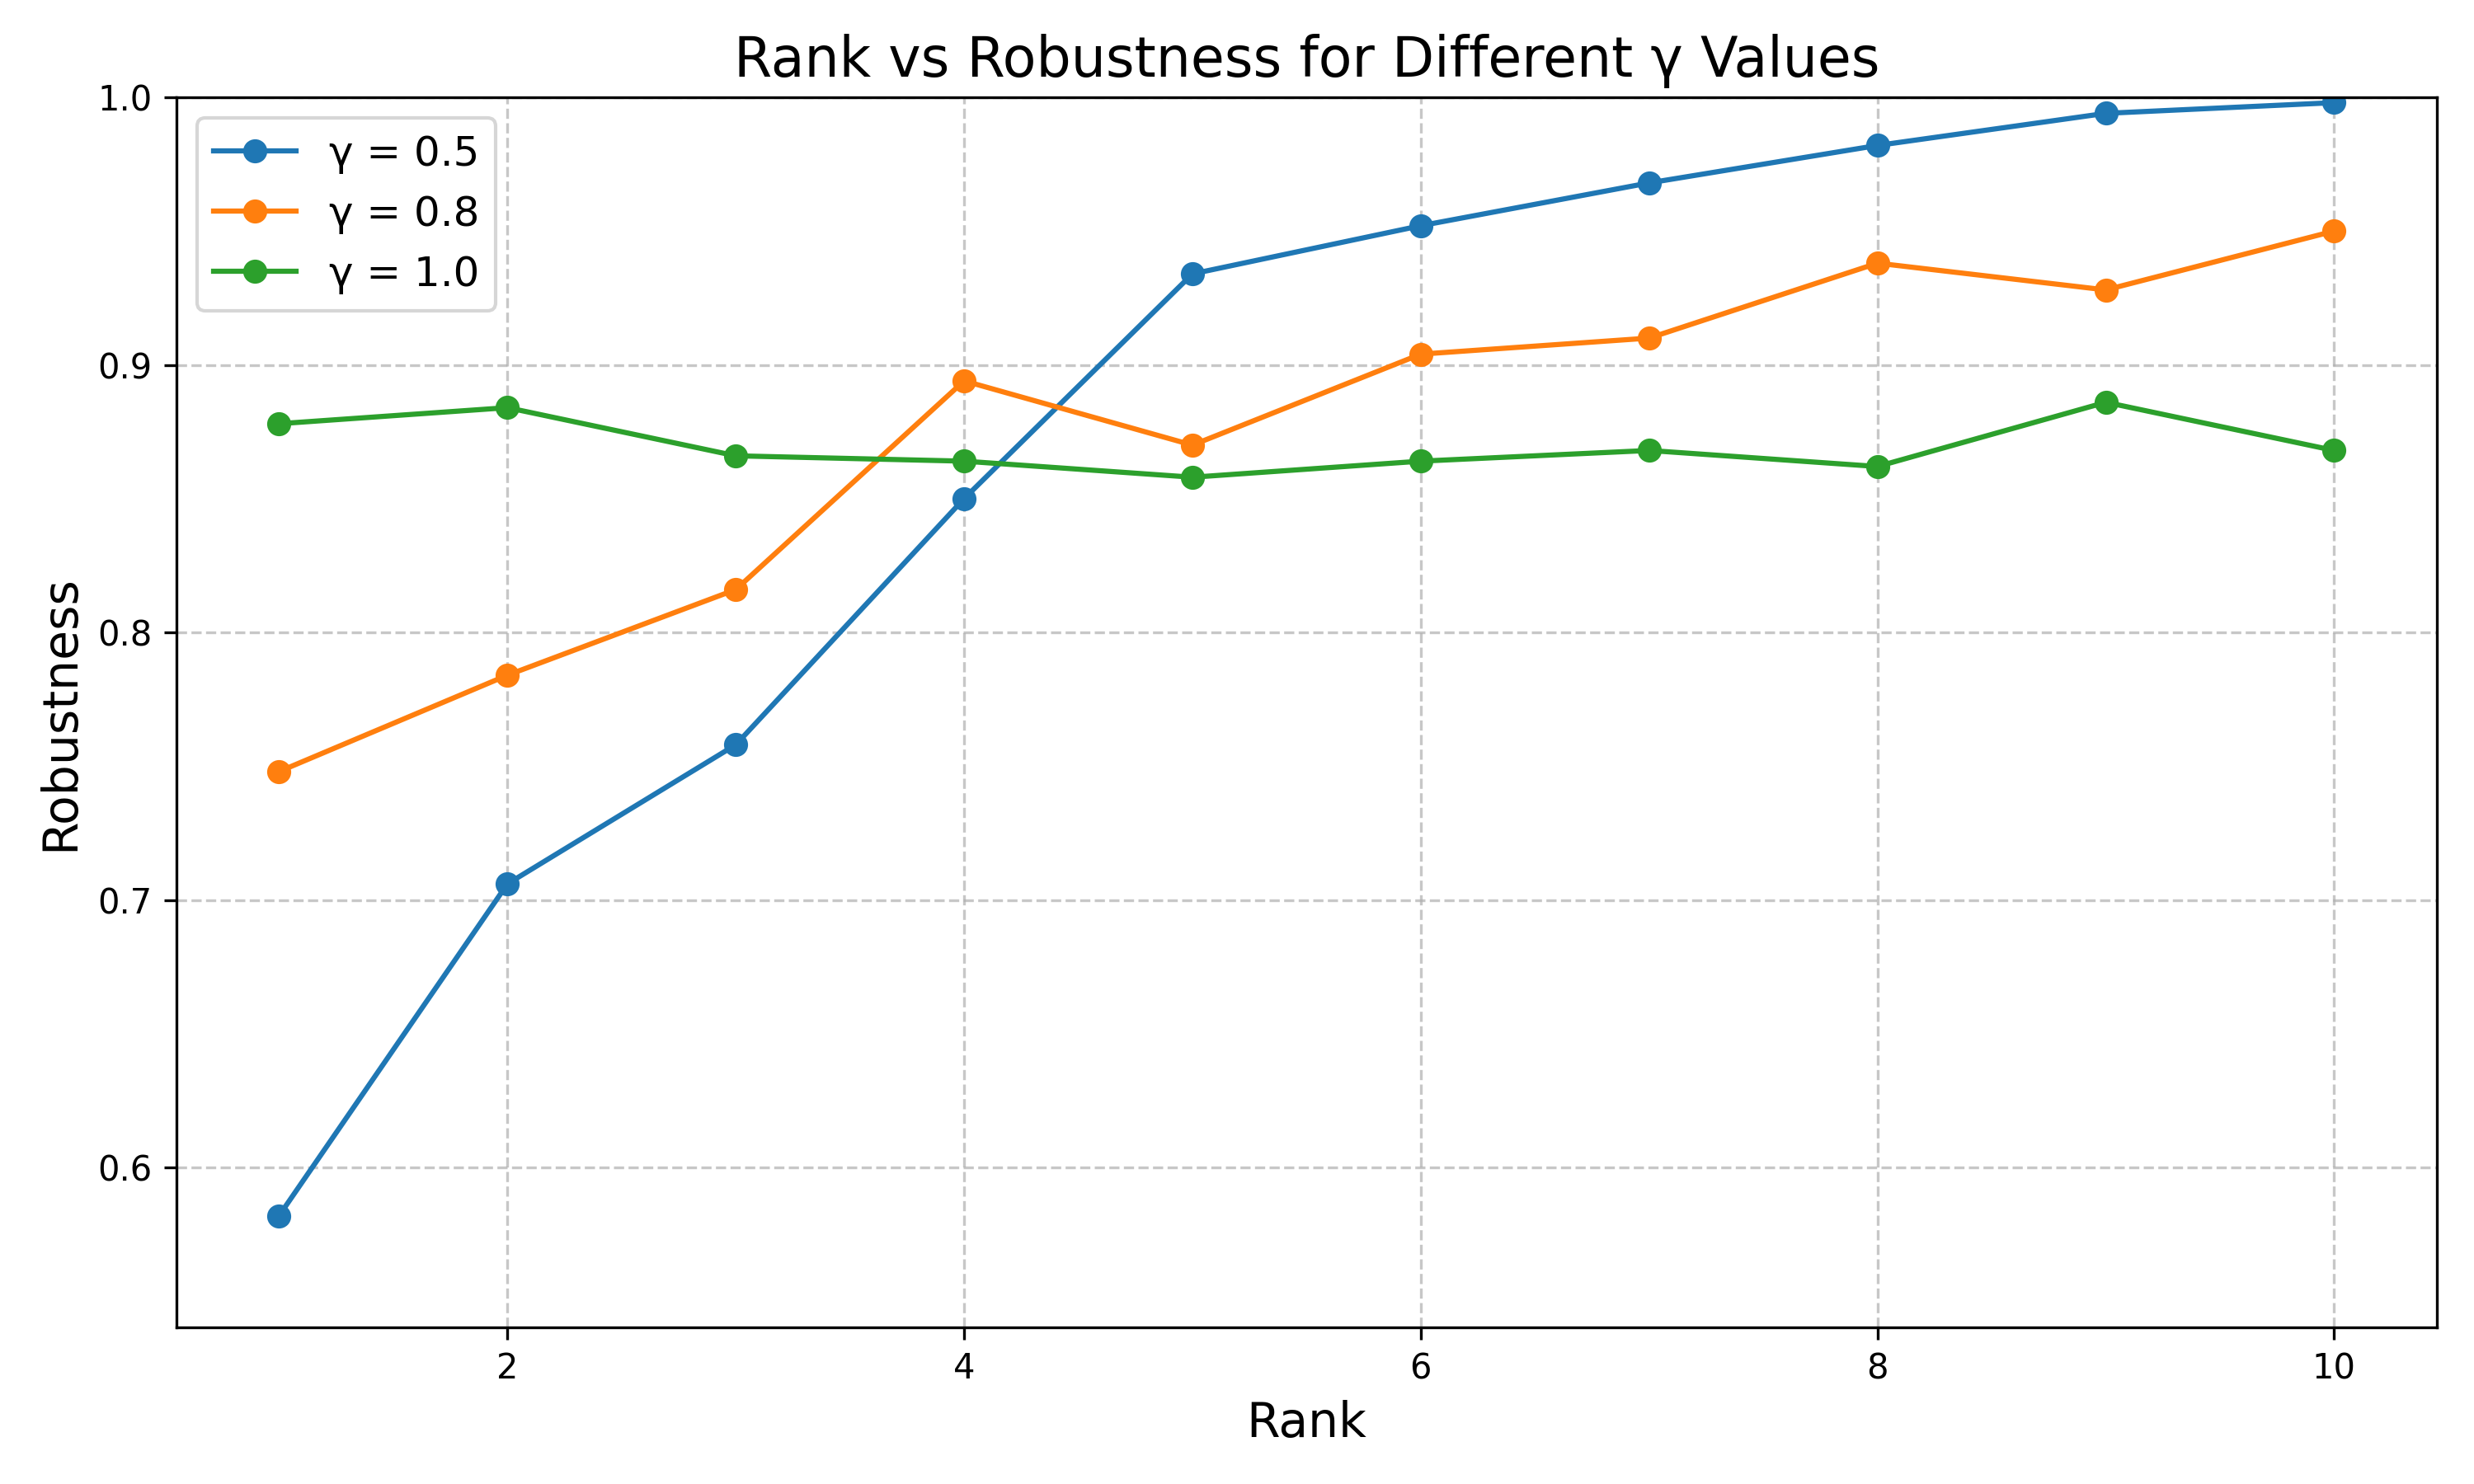 Rank vs Robustness for Different γ Values
γ = 0.5
γ = 0.8
γ = 1.0
Robustness
1.0
0.9
0.8
0.7
0.6
2 4 6 8 10
Rank